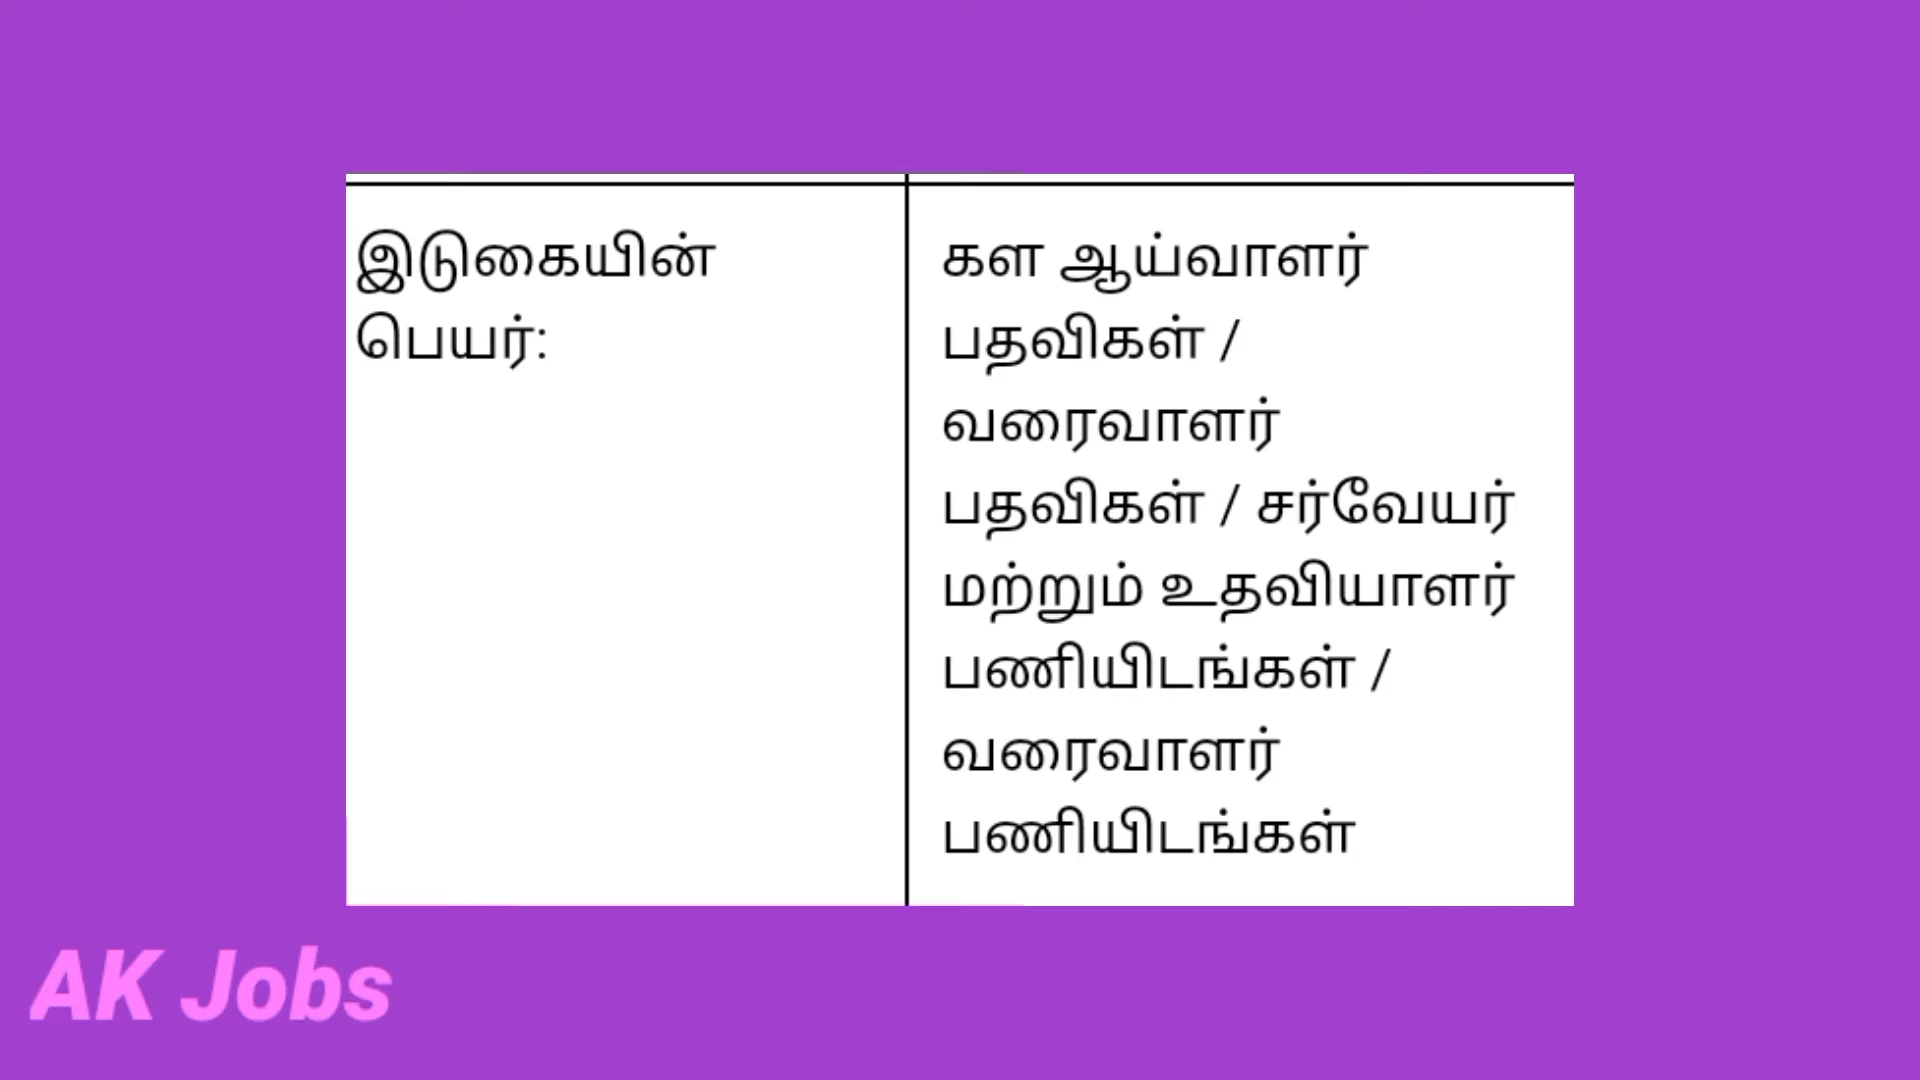 இடுகையின்
பெயர்:
கள ஆய்வாளர்
பதவிகள் /
வரைவாளர்
பதவிகள் / சர்வேயர்
மற்றும் உதவியாளர்
பணியிடங்கள் /
வரைவாளர்
பணியிடங்கள்
AK Jobs